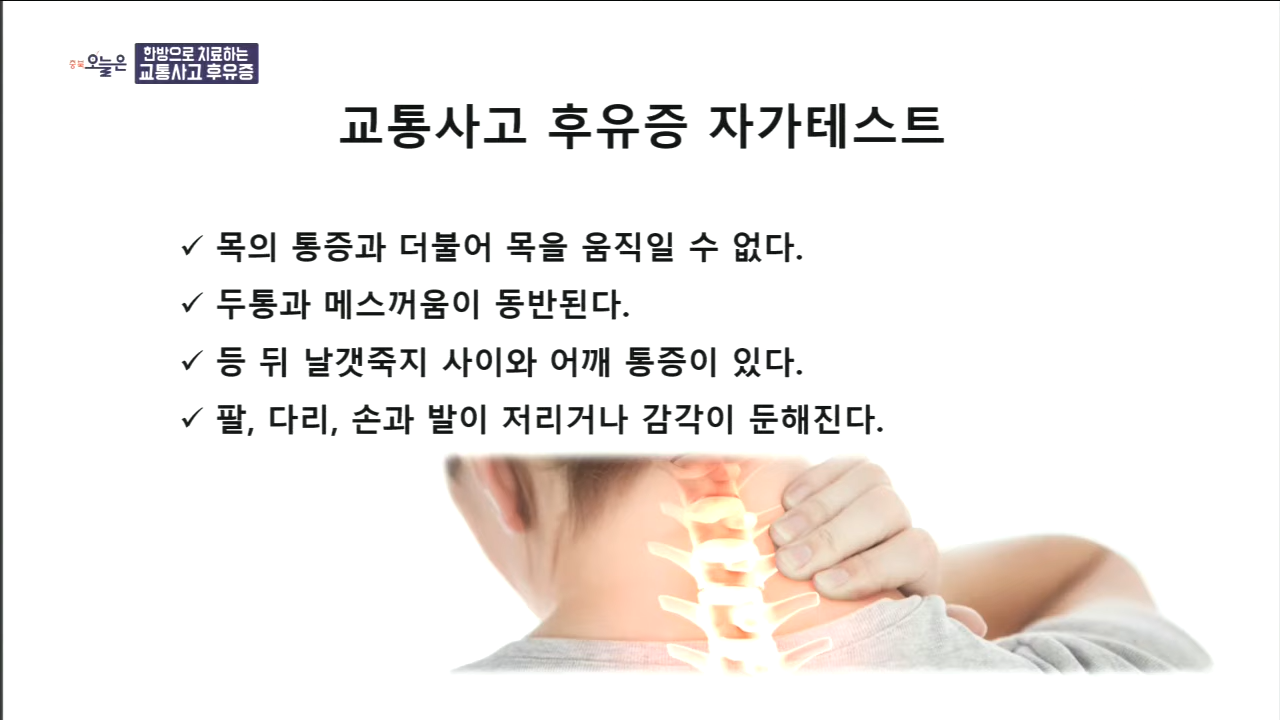 충북 오늘은
한방으로 치료하는
교통사고 후유증
교통사고 후유증 자가테스트
✓ 목의 통증과 더불어 목을 움직일 수 없다.
✓ 두통과 메스꺼움이 동반된다.
✓ 등 뒤 날갯죽지 사이와 어깨 통증이 있다.
✓ 팔, 다리, 손과 발이 저리거나 감각이 둔해진다.